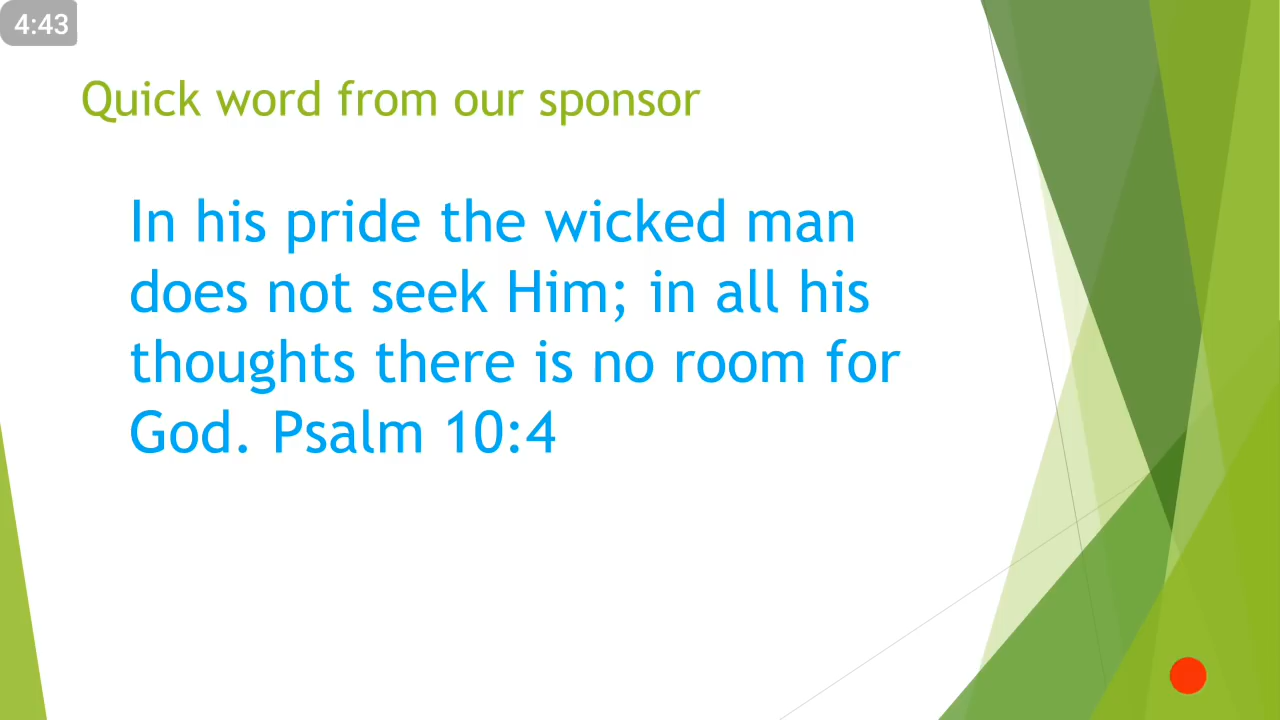 4:43
Quick word from our sponsor
In his pride the wicked man
does not seek Him; in all his
thoughts there is no room for
God. Psalm 10:4